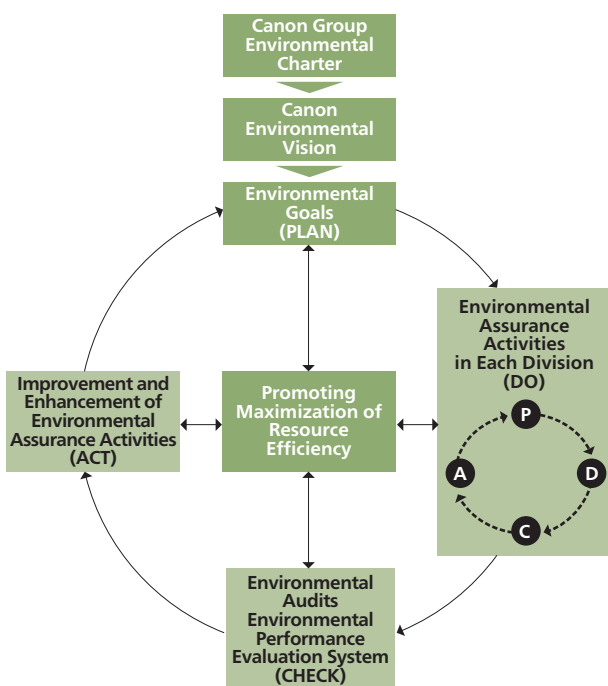 Canon Group
Environmental
Charter
Canon
Environmental
Vision
Environmental
Goals
(PLAN)
Environmental
Assurance
Activities
in Each Division
(DO)
P
A
D
C
Improvement and
Enhancement of
Environmental
Assurance Activities
(ACT)
Promoting
Maximization of
Resource
Efficiency
Environmental
Audits
Environmental
Performance
Evaluation System
(CHECK)